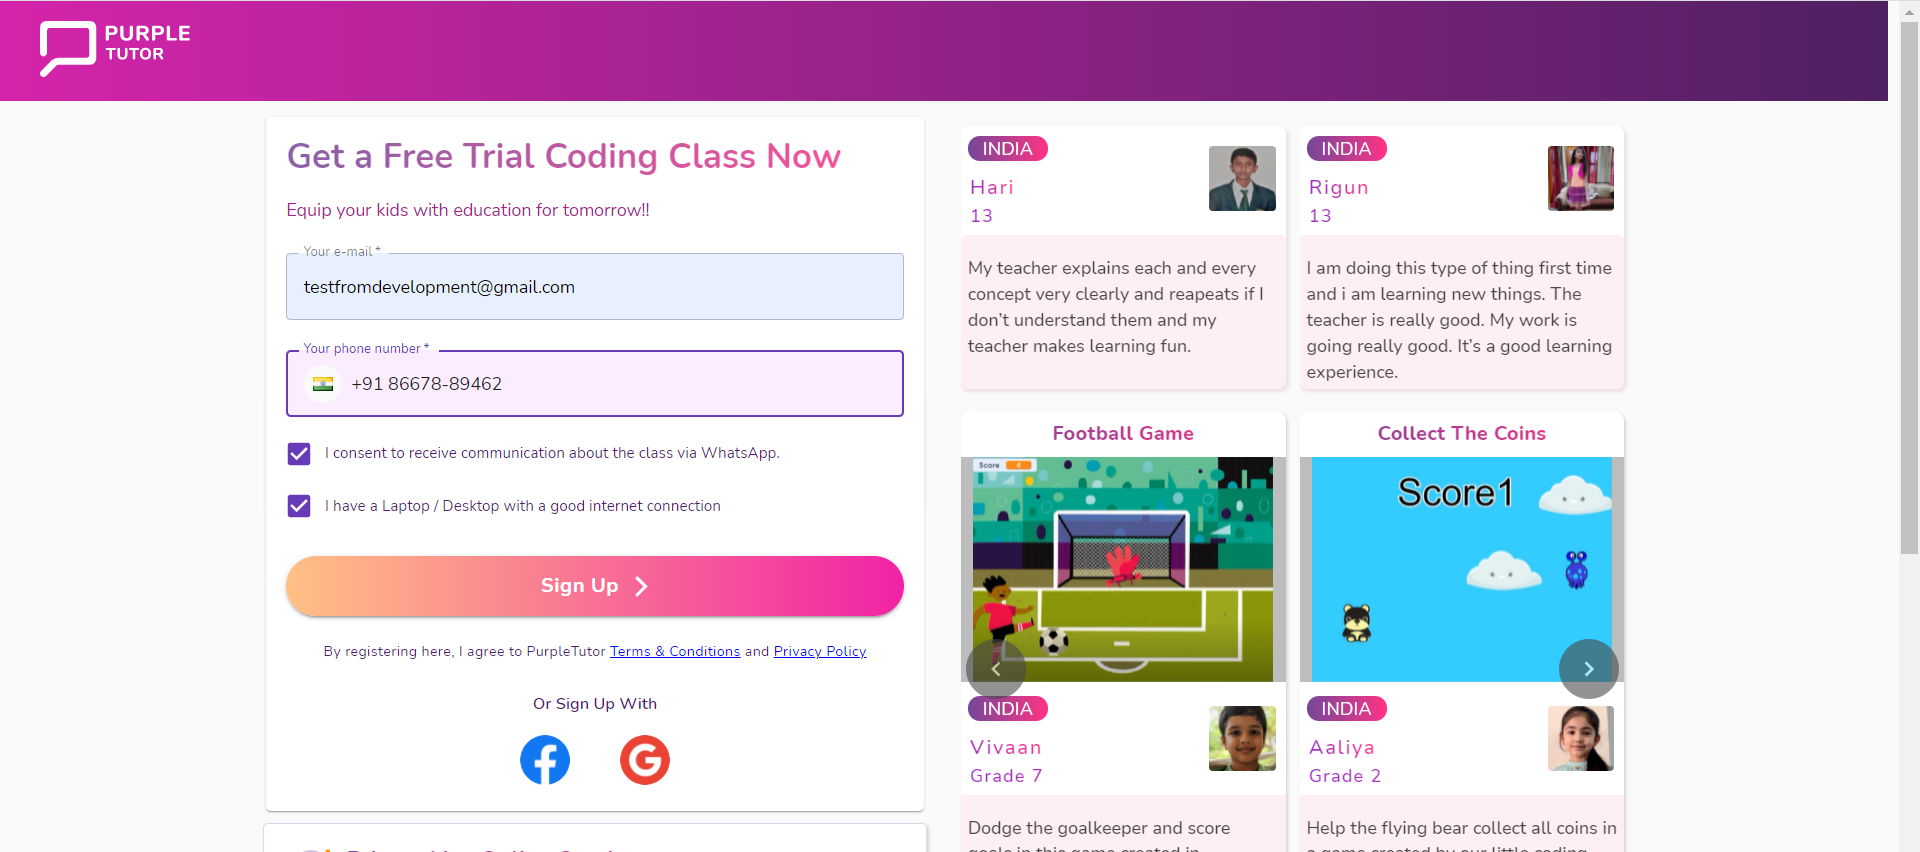 PURPLE
TUTOR
Get a Free Trial Coding Class Now
Equip your kids with education for tomorrow!!
Your e-mail *
testfromdevelopment@gmail.com
Your phone number *
+91 86678-89462
I consent to receive communication about the class via WhatsApp.
I have a Laptop / Desktop with a good internet connection
Sign Up
By registering here, I agree to PurpleTutor Terms & Conditions and Privacy Policy
Or Sign Up With
INDIA
Hari
13
My teacher explains each and every
concept very clearly and reapeats if I
don't understand them and my
teacher makes learning fun.
INDIA
Rigun
13
I am doing this type of thing first time
and i am learning new things. The
teacher is really good. My work is
going really good. It's a good learning
experience.
Football Game
Score 4
INDIA
Vivaan
Grade 7
Dodge the goalkeeper and score
Collect The Coins
Score1
INDIA
Aaliya
Grade 2
Help the flying bear collect all coins in